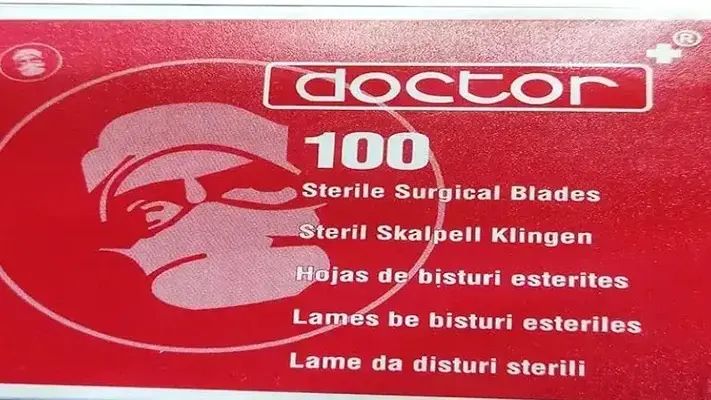 doctor ®
100
Sterile Surgical Blades
Steril Skalpell Klingen
Hojas de bisturi esterites
Lames be bisturi esteriles
Lame da disturi sterili